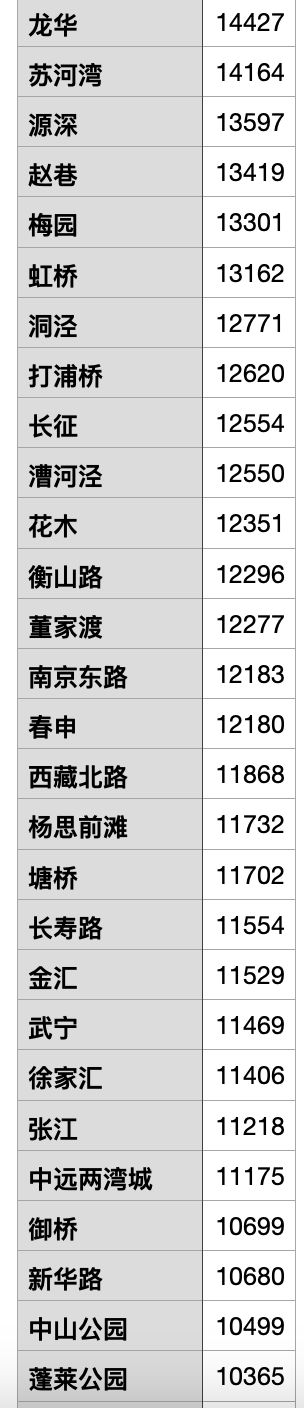 龙华 14427
苏河湾 14164
源深 13597
赵巷 13419
梅园 13301
虹桥 13162
洞泾 12771
打浦桥 12620
长征 12554
漕河泾 12550
花木 12351
衡山路 12296
董家渡 12277
南京东路 12183
春申 12180
西藏北路 11868
杨思前滩 11732
塘桥 11702
长寿路 11554
金汇 11529
武宁 11469
徐家汇 11406
张江 11218
中远两湾城 11175
御桥 10699
新华路 10680
中山公园 10499
蓬莱公园 10365